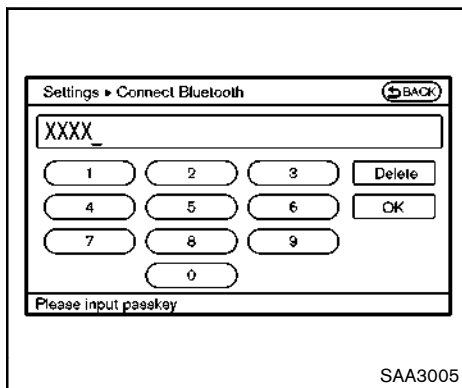 Settings ▸ Connect Bluetooth BACK
XXXX_
1 2 3 Delete
4 5 6 OK
7 8 9
0
Please input passkey
SAA3005